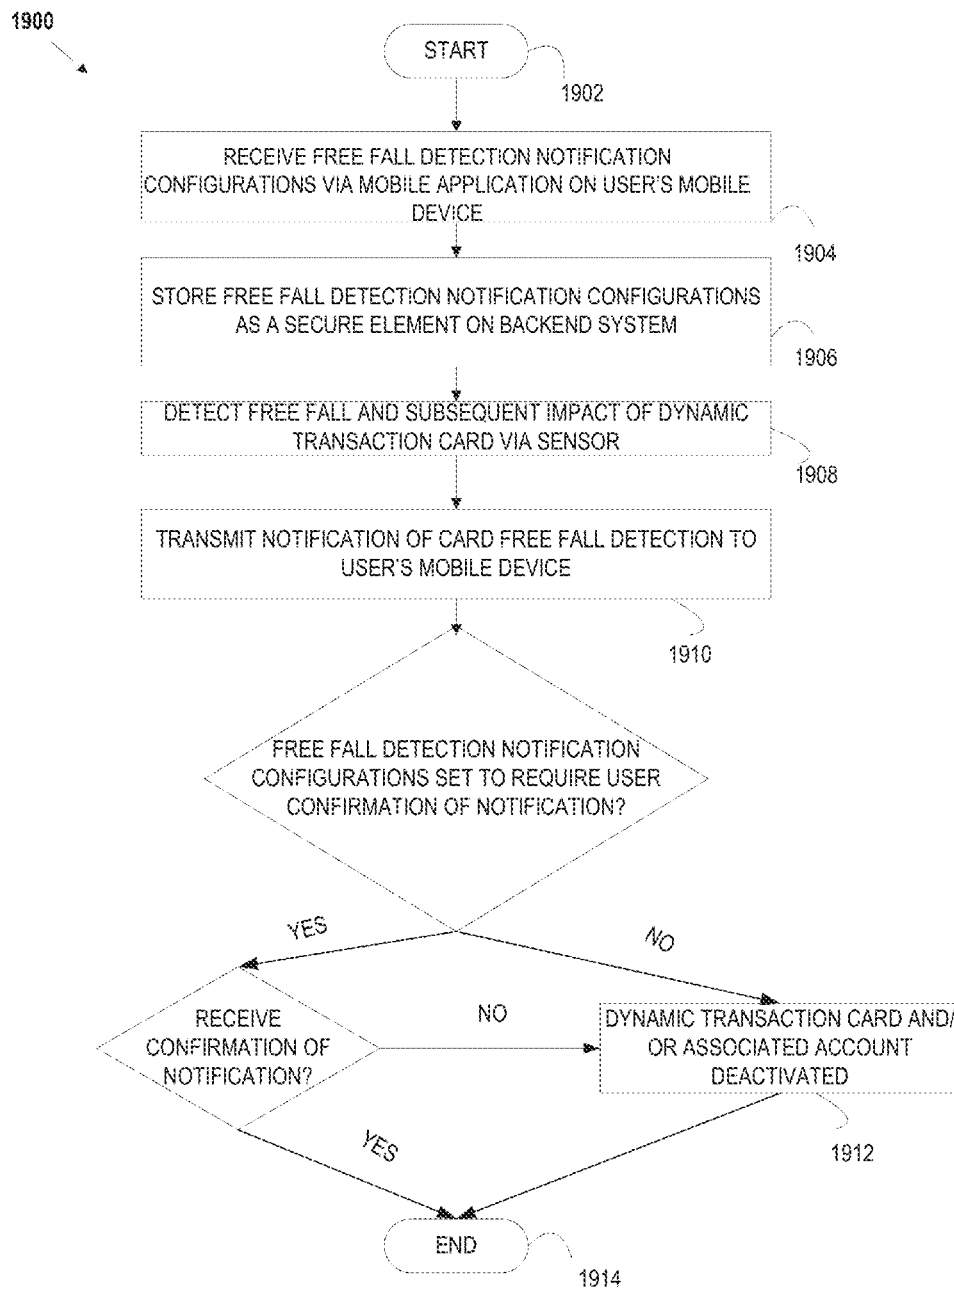 1900
START
1902
RECEIVE FREE FALL DETECTION NOTIFICATION
CONFIGURATIONS VIA MOBILE APPLICATION ON USER'S MOBILE
DEVICE
1904
STORE FREE FALL DETECTION NOTIFICATION CONFIGURATIONS
AS A SECURE ELEMENT ON BACKEND SYSTEM
1906
DETECT FREE FALL AND SUBSEQUENT IMPACT OF DYNAMIC
TRANSACTION CARD VIA SENSOR
1908
TRANSMIT NOTIFICATION OF CARD FREE FALL DETECTION TO
USER'S MOBILE DEVICE
1910
FREE FALL DETECTION NOTIFICATION
CONFIGURATIONS SET TO REQUIRE USER
CONFIRMATION OF NOTIFICATION?
YES
NO
RECEIVE
CONFIRMATION OF
NOTIFICATION?
NO
DYNAMIC TRANSACTION CARD AND/
OR ASSOCIATED ACCOUNT
DEACTIVATED
1912
YES
END
1914